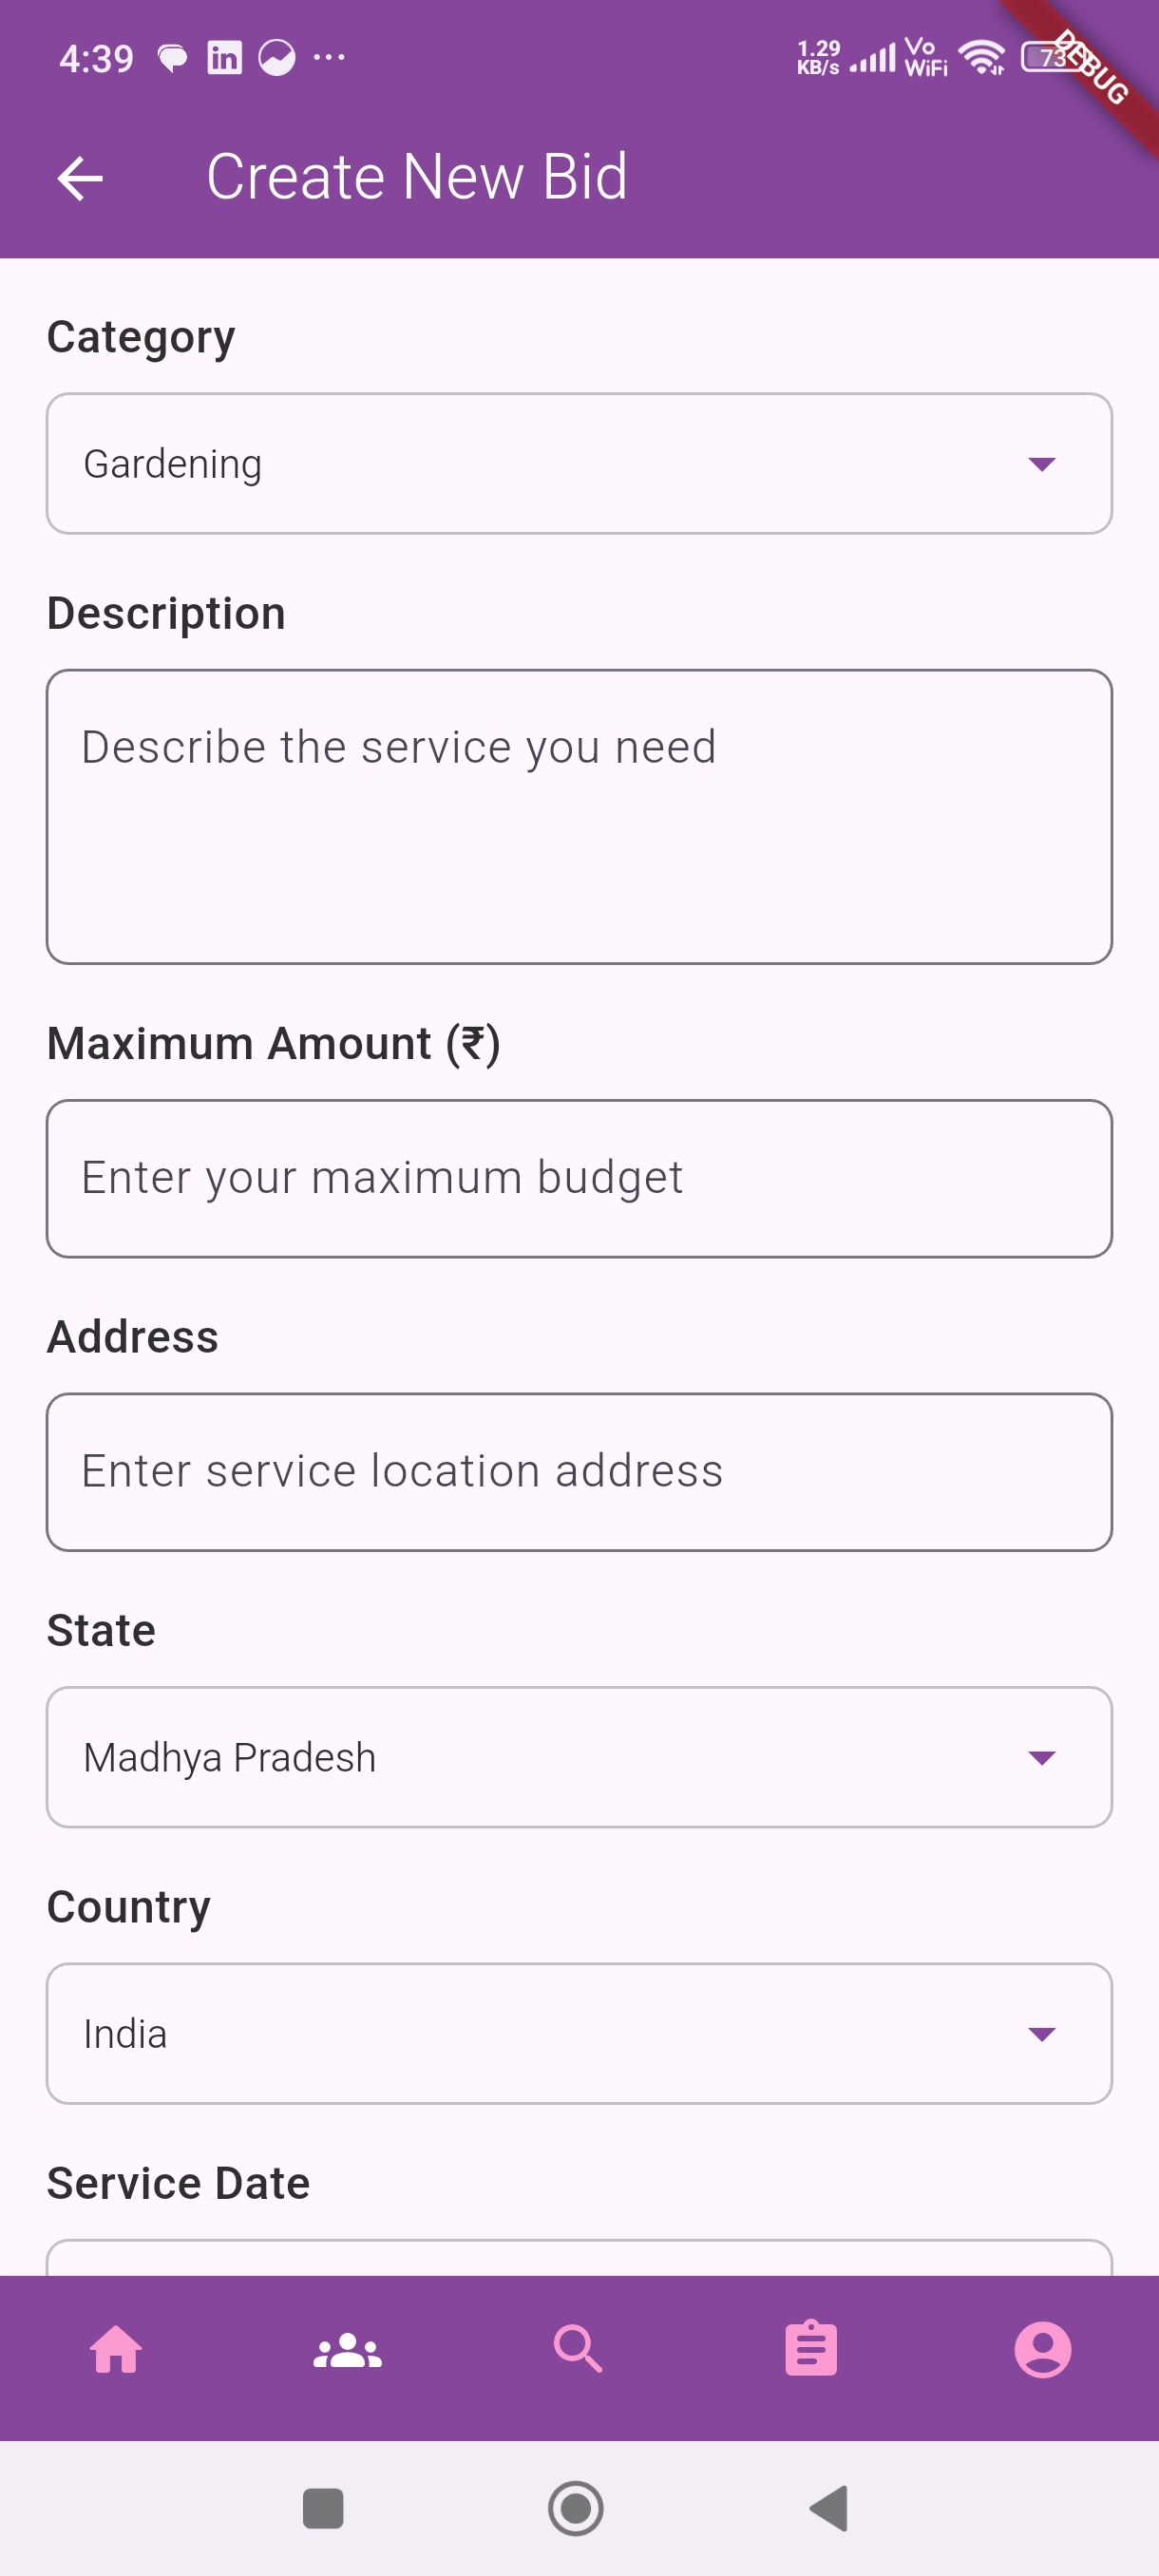 4:39
1.29
KB/s
Vo
WiFi
73
DEBUG
Create New Bid
Category
Gardening
Description
Describe the service you need
Maximum Amount (₹)
Enter your maximum budget
Address
Enter service location address
State
Madhya Pradesh
Country
India
Service Date